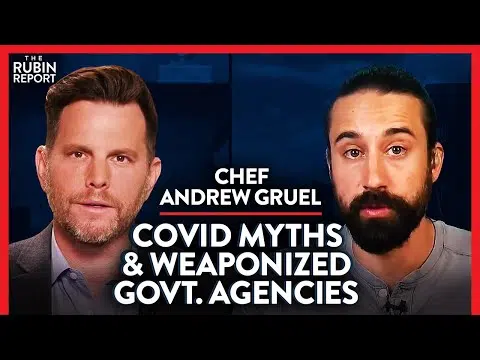 THE
RUBIN
REPORT
CHEF
ANDREW GRUEL
COVID MYTHS
& WEAPONIZED
GOVT. AGENCIES